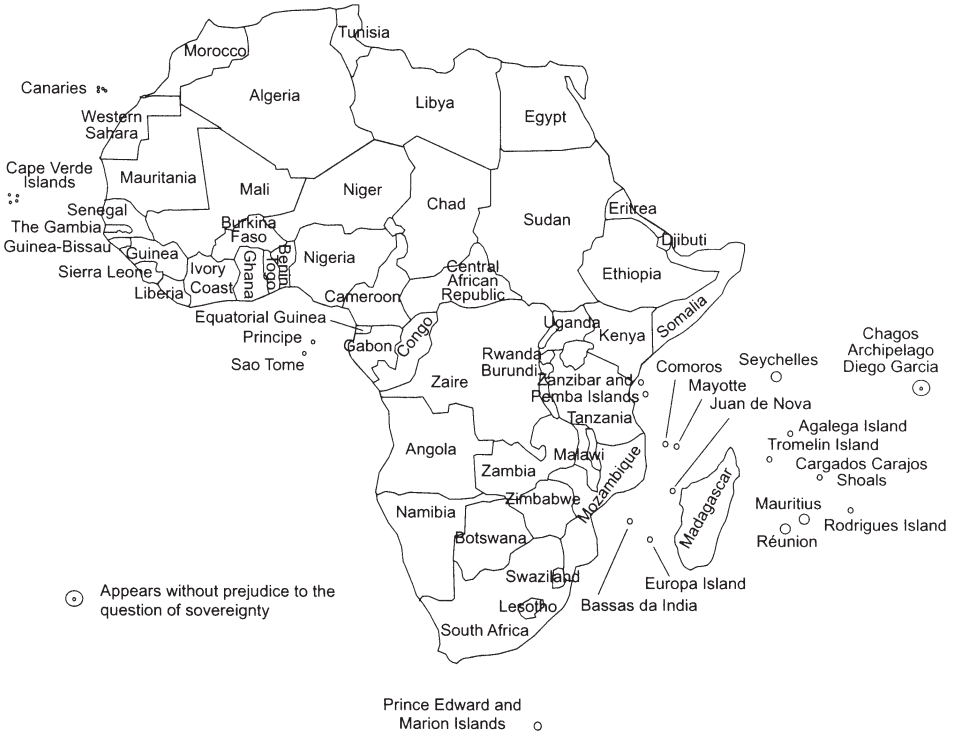 Tunisia
Morocco
Canaries
Algeria
Libya
Egypt
Western
Sahara
Cape Verde
Islands
Mauritania
Mali
Niger
Chad
Sudan
Senegal
Eritrea
The Gambia
Burkina
Faso
Djibuti
Guinea-Bissau
Guinea
Sierra Leone
Ivory
Coast
Ghana
Togo
Benin
Nigeria
Ethiopia
Liberia
Cameroon
Central
African
Republic
Somalia
Equatorial Guinea
Principe
Sao Tome
Gabon
Congo
Uganda
Kenya
Rwanda
Burundi
Zaire
Zanzibar and
Pemba Islands
Tanzania
Comoros
Mayotte
Juan de Nova
Seychelles
Chagos
Archipelago
Diego Garcia
Agalega Island
Tromelin Island
Cargados Carajos
Shoals
Mauritius
Rodrigues Island
Réunion
Angola
Zambia
Malawi
Mozambique
Madagascar
Zimbabwe
Namibia
Botswana
Swaziland
Lesotho
South Africa
Europa Island
Bassas da India
Appears without prejudice to the
question of sovereignty
Prince Edward and
Marion Islands